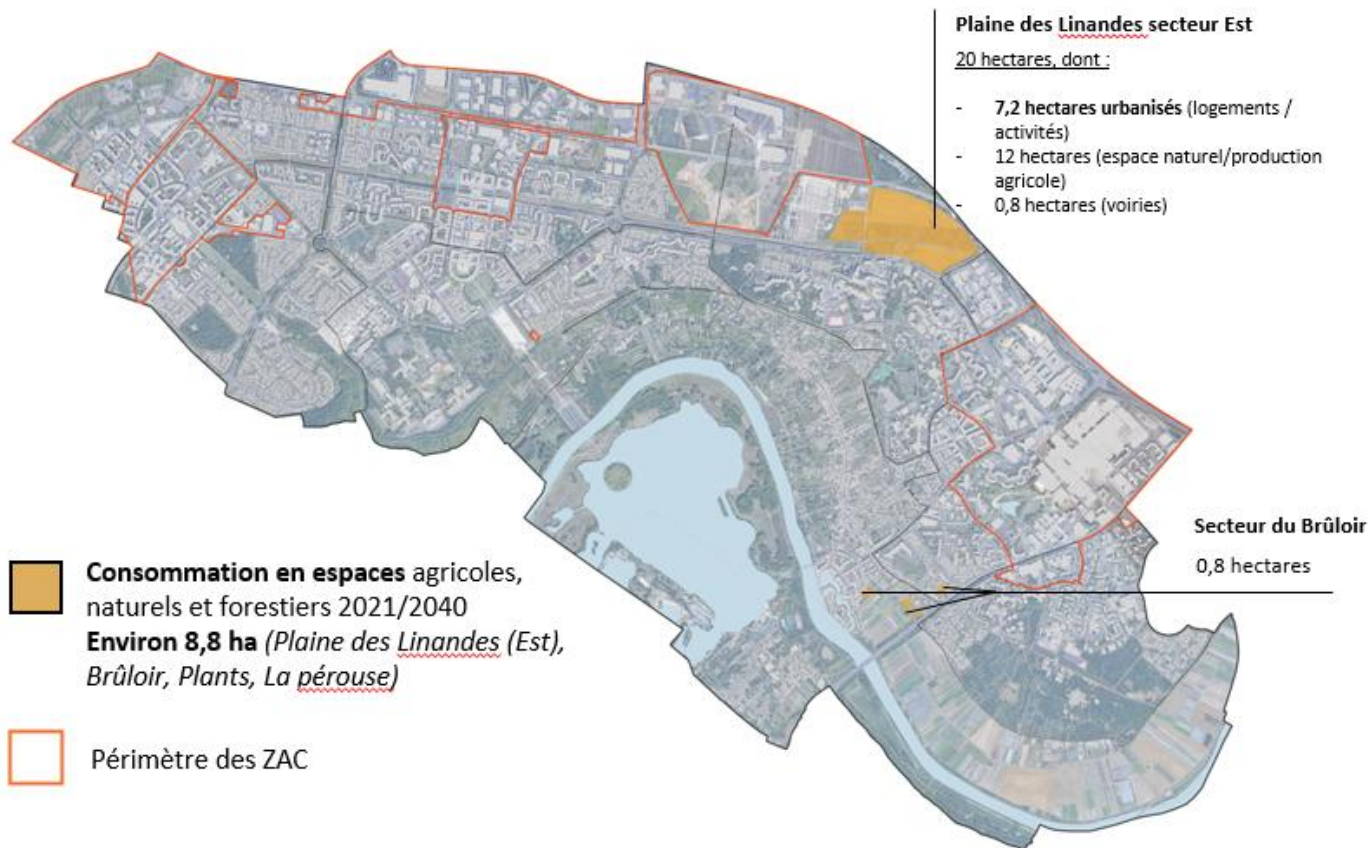 Plaine des Linandes secteur Est
20 hectares, dont :
- 7,2 hectares urbanisés (logements /
activités)
- 12 hectares (espace naturel/production
agricole)
- 0,8 hectares (voiries)
Secteur du Brûloir
0,8 hectares
Consommation en espaces agricoles,
naturels et forestiers 2021/2040
Environ 8,8 ha (Plaine des Linandes (Est),
Brûloir, Plants, La pérouse)
Périmètre des ZAC